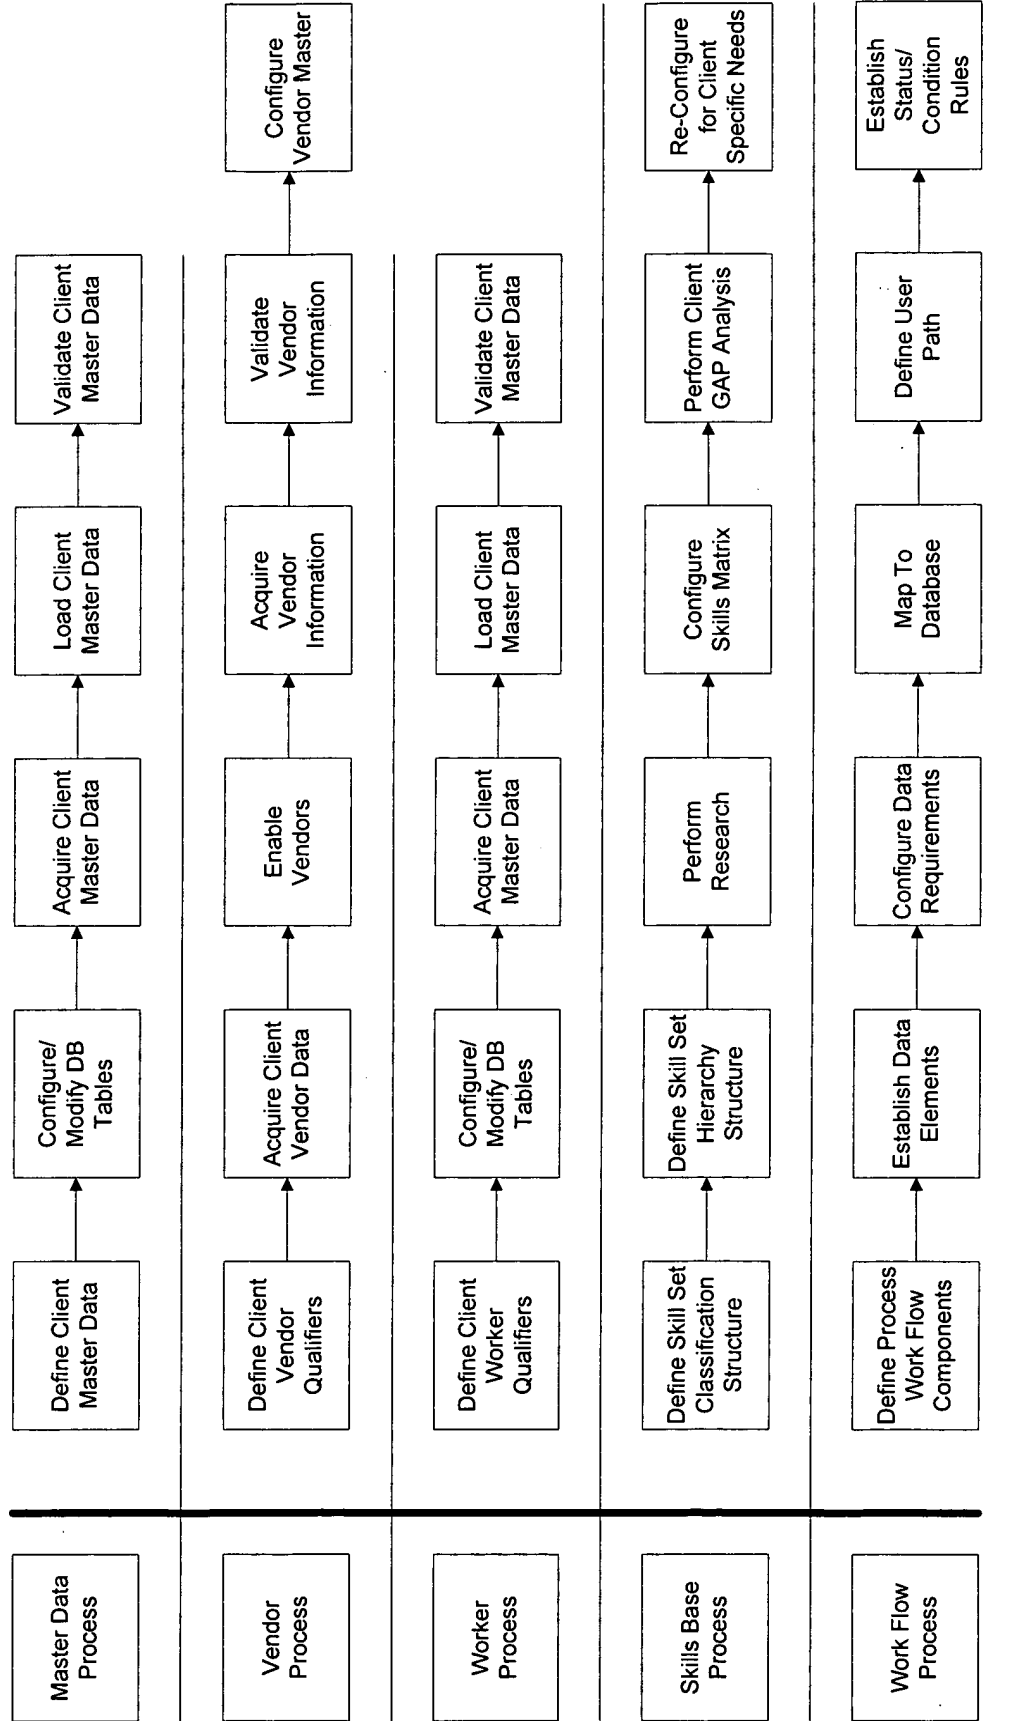 Master Data
Process
Define Client
Master Data
Configure/
Modify DB
Tables
Acquire Client
Master Data
Load Client
Master Data
Validate Client
Master Data
Vendor
Process
Define Client
Vendor
Qualifiers
Acquire Client
Vendor Data
Enable
Vendors
Acquire
Vendor
Information
Validate
Vendor
Information
Configure
Vendor Master
Worker
Process
Define Client
Worker
Qualifiers
Configure/
Modify DB
Tables
Acquire Client
Master Data
Load Client
Master Data
Validate Client
Master Data
Skills Base
Process
Define Skill Set
Classification
Structure
Define Skill Set
Hierarchy
Structure
Perform
Research
Configure
Skills Matrix
Perform Client
GAP Analysis
Re-Configure
for Client
Specific Needs
Work Flow
Process
Define Process
Work Flow
Components
Establish Data
Elements
Configure Data
Requirements
Map To
Database
Define User
Path
Establish
Status/
Condition
Rules